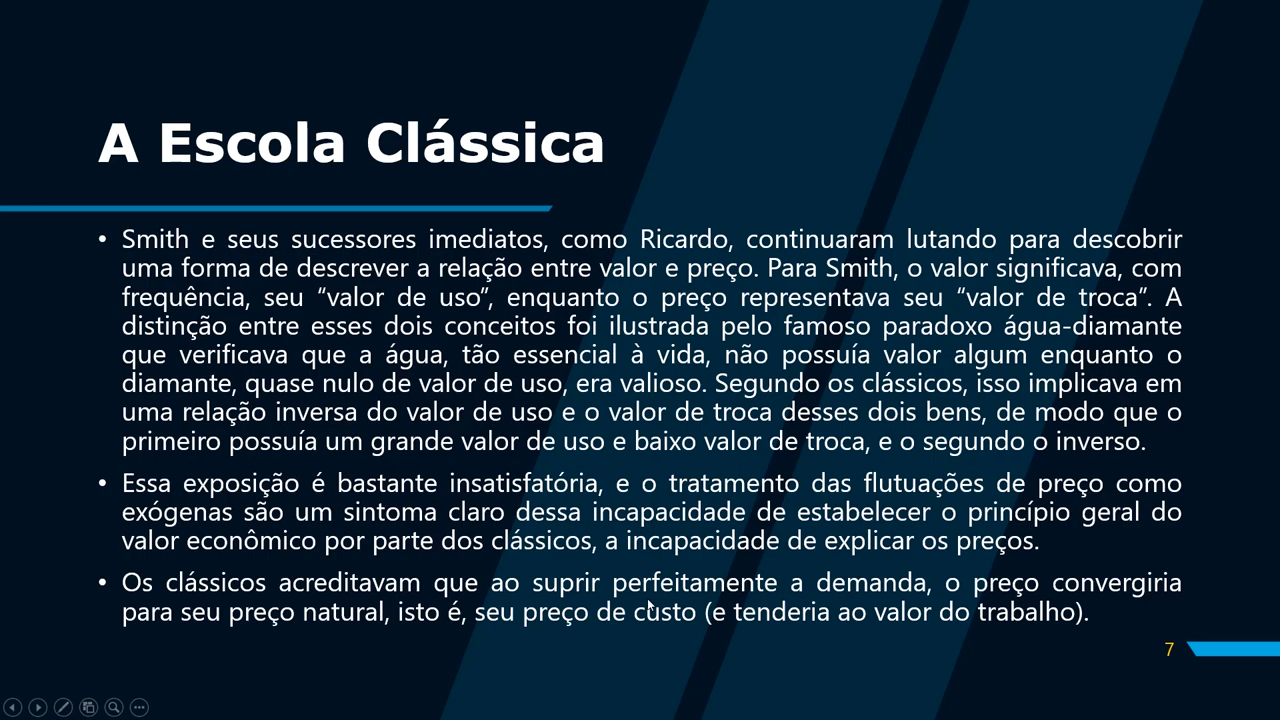 A Escola Clássica
• Smith e seus sucessores imediatos, como Ricardo, continuaram lutando para descobrir
uma forma de descrever a relação entre valor e preço. Para Smith, o valor significava, com
frequência, seu “valor de uso”, enquanto o preço representava seu “valor de troca”. A
distinção entre esses dois conceitos foi ilustrada pelo famoso paradoxo água-diamante
que verificava que a água, tão essencial à vida, não possuía valor algum enquanto o
diamante, quase nulo de valor de uso, era valioso. Segundo os clássicos, isso implicava em
uma relação inversa do valor de uso e o valor de troca desses dois bens, de modo que o
primeiro possuía um grande valor de uso e baixo valor de troca, e o segundo o inverso.
• Essa exposição é bastante insatisfatória, e o tratamento das flutuações de preço como
exógenas são um sintoma claro dessa incapacidade de estabelecer o princípio geral do
valor econômico por parte dos clássicos, a incapacidade de explicar os preços.
• Os clássicos acreditavam que ao suprir perfeitamente a demanda, o preço convergiria
para seu preço natural, isto é, seu preço de custo (e tenderia ao valor do trabalho).
7